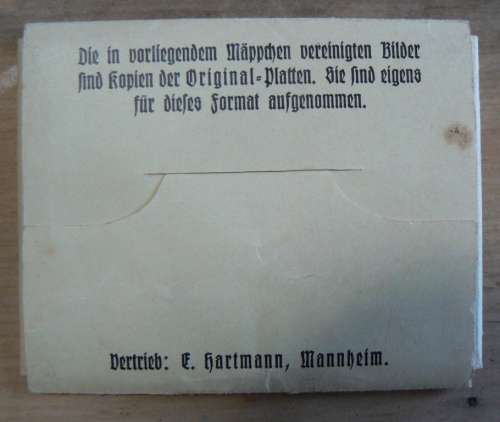 Die in vorliegendem Mäppchen vereinigten Bilder
sind Kopien der Original-Platten. Sie sind eigens
für dieses Format aufgenommen.
Vertrieb: E. Hartmann, Mannheim.